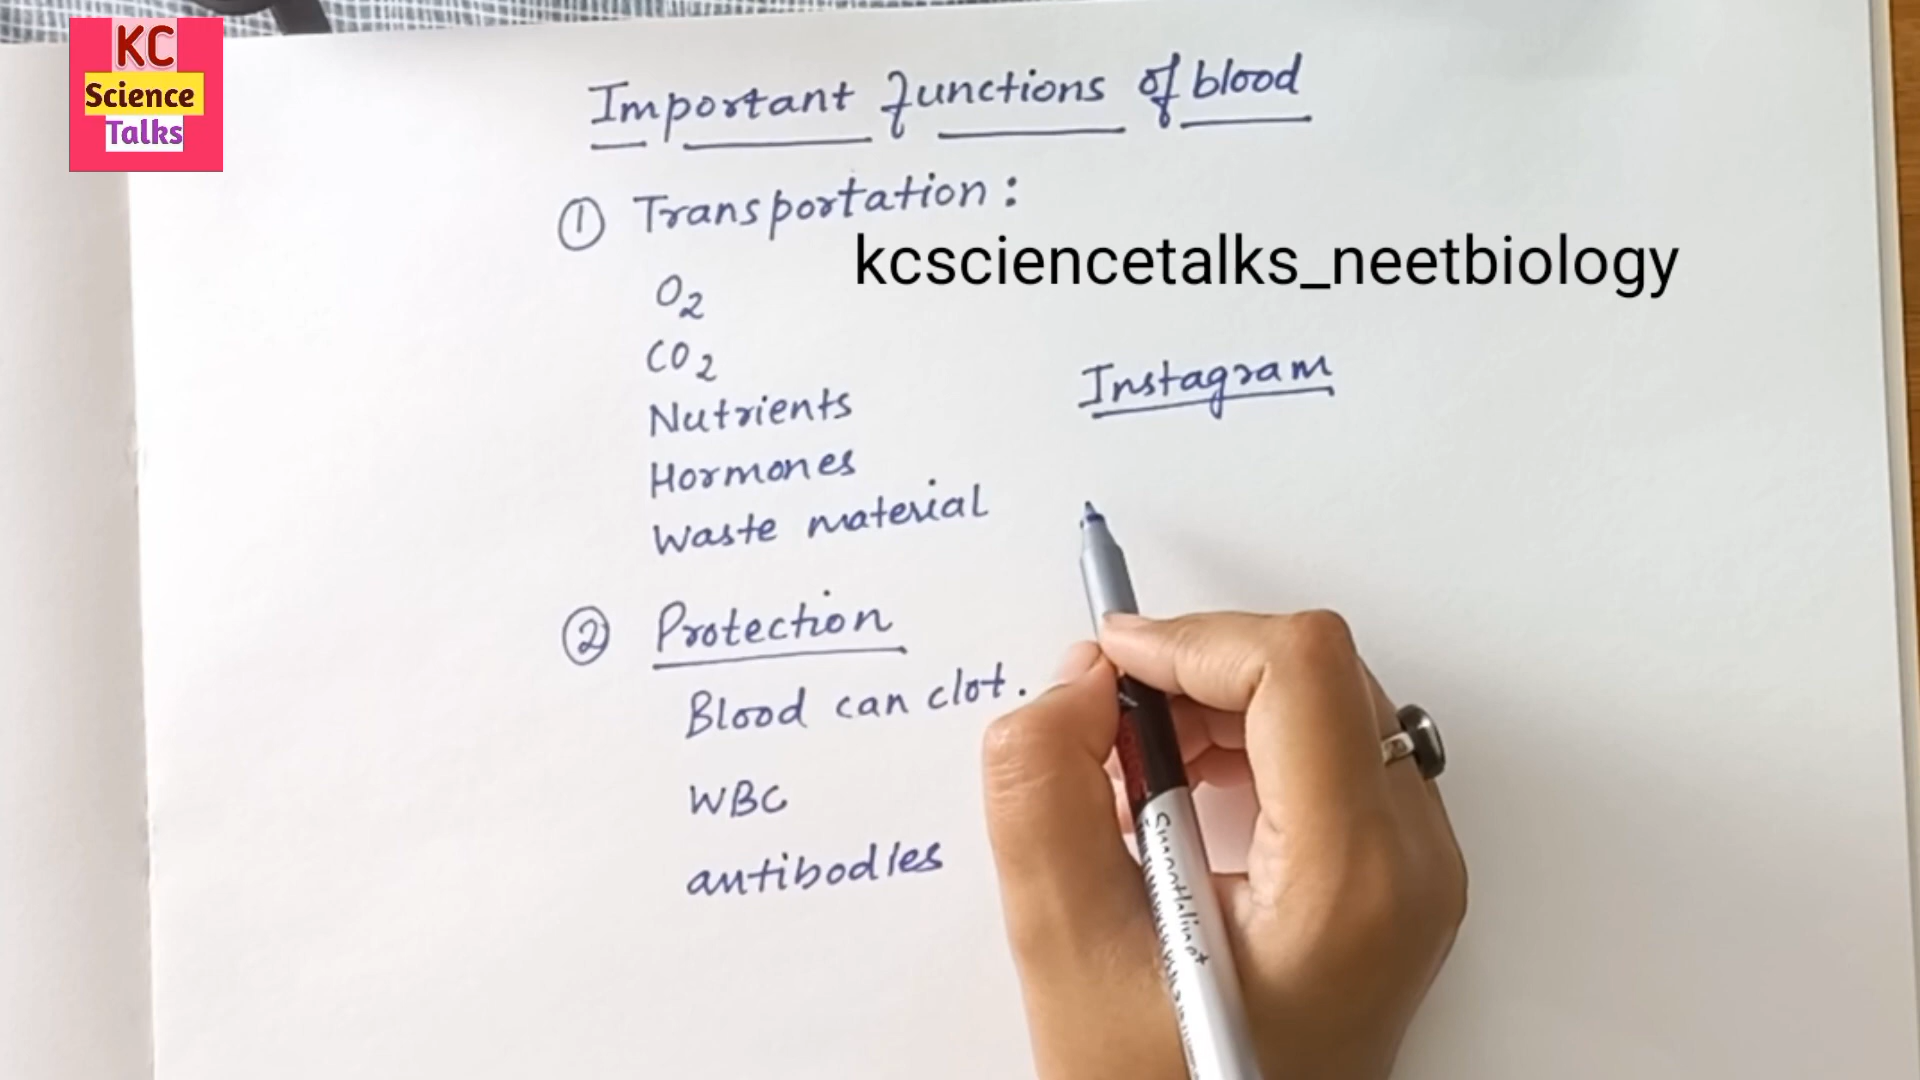 KC
Science
Talks
Important functions of blood
① Transportation:
kcsciencetalks_neetbiology
O2
CO2
Instagram
Nutrients
Hormones
Waste material
② Protection
Blood can clot.
WBC
antibodies